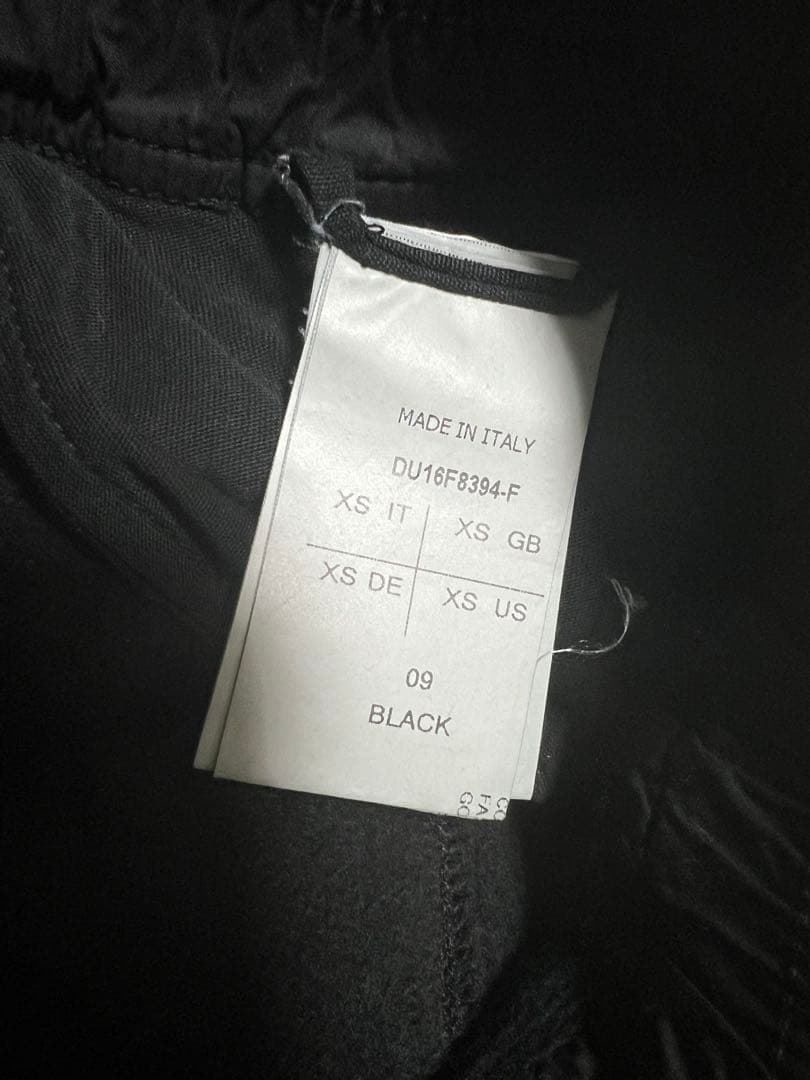 MADE IN ITALY
DU16F8394-F
XS IT XS GB
XS DE XS US
09
BLACK